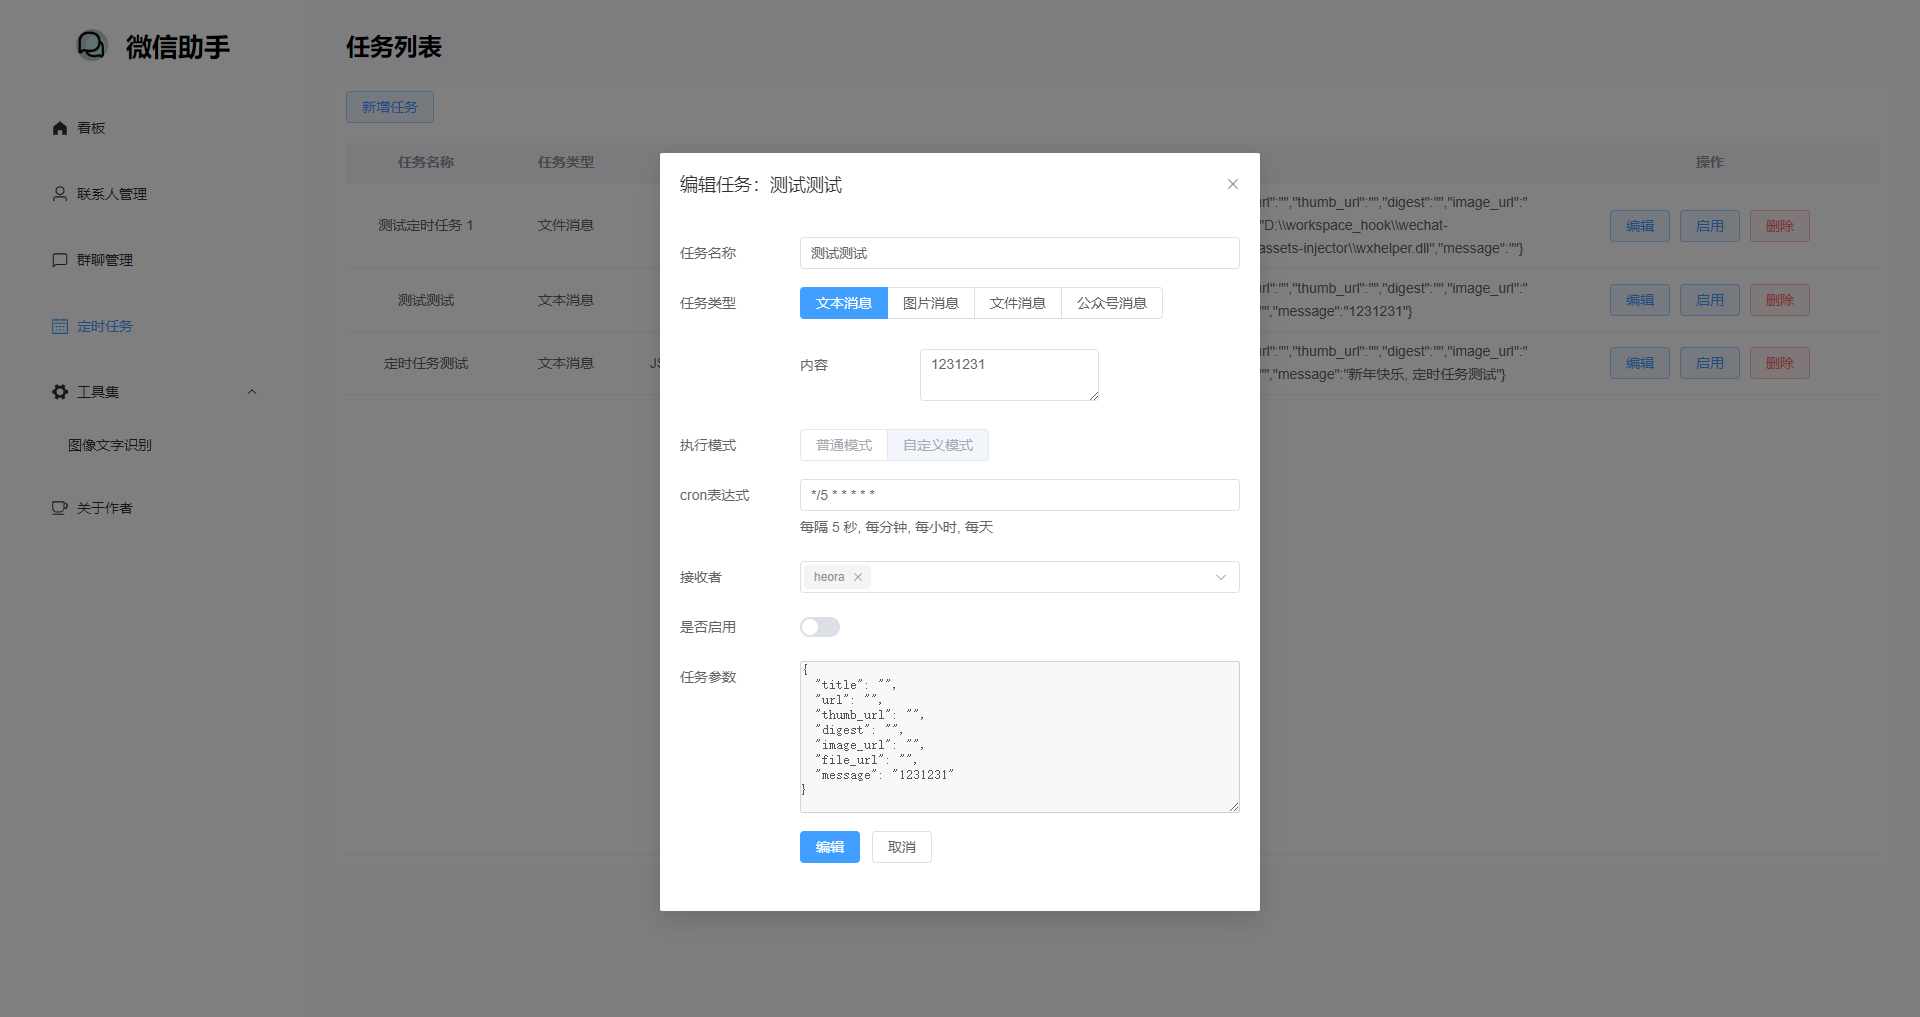 微信助手
看板
联系人管理
群聊管理
定时任务
工具集
图像文字识别
关于作者
任务列表
新增任务
任务名称 任务类型 操作
测试定时任务 1 文件消息
rl":"","thumb_url":"","digest":"","image_url":"
"D:\\workspace_hook\\wechat-
assets-injector\\wxhelper.dll","message":""}
编辑 启用 删除
测试测试 文本消息
rl":"","thumb_url":"","digest":"","image_url":"
"","message":"1231231"}
编辑 启用 删除
定时任务测试 文本消息 JS
rl":"","thumb_url":"","digest":"","image_url":"
"","message":"新年快乐, 定时任务测试"}
编辑 启用 删除
编辑任务：测试测试
任务名称 测试测试
任务类型 文本消息 图片消息 文件消息 公众号消息
内容 1231231
执行模式 普通模式 自定义模式
cron表达式 */5 * * * * *
每隔 5 秒, 每分钟, 每小时, 每天
接收者 heora
是否启用
任务参数
{
"title": "",
"url": "",
"thumb_url": "",
"digest": "",
"image_url": "",
"file_url": "",
"message": "1231231"
}
编辑 取消